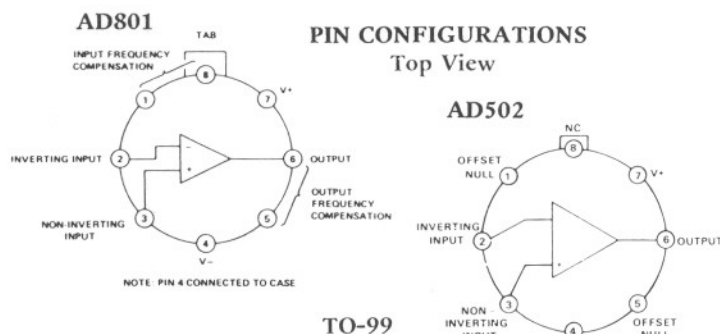 AD801
TAB
INPUT FREQUENCY
COMPENSATION
8
1
7
V+
INVERTING INPUT
2
−
+
6
OUTPUT
OUTPUT
FREQUENCY
COMPENSATION
NON-INVERTING
INPUT
3
5
4
V−
NOTE: PIN 4 CONNECTED TO CASE
PIN CONFIGURATIONS
Top View
AD502
NC
8
OFFSET
NULL
1
7
V+
INVERTING
INPUT
2
−
+
6
OUTPUT
NON-
INVERTING
INPUT
3
5
OFFSET
NULL
4
TO-99